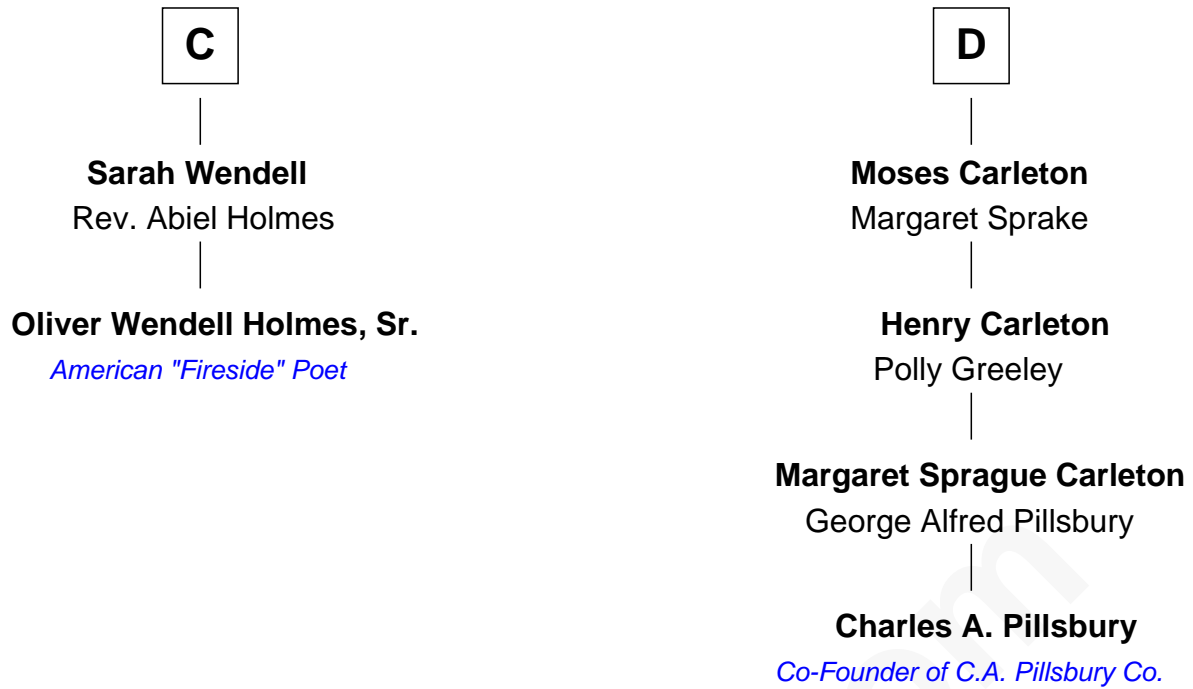 C
Sarah Wendell
Rev. Abiel Holmes
Oliver Wendell Holmes, Sr.
American "Fireside" Poet
D
Moses Carleton
Margaret Sprake
Henry Carleton
Polly Greeley
Margaret Sprague Carleton
George Alfred Pillsbury
Charles A. Pillsbury
Co-Founder of C.A. Pillsbury Co.